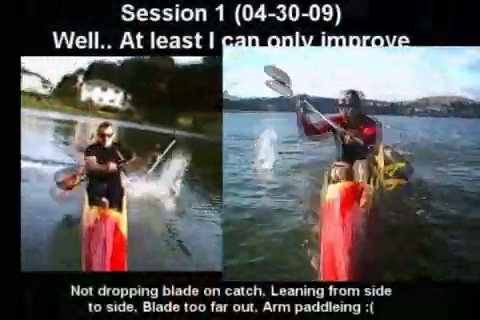 Session 1 (04-30-09)
Well.. At least I can only improve
Not dropping blade on catch. Leaning from side
to side. Blade too far out. Arm paddleing :(